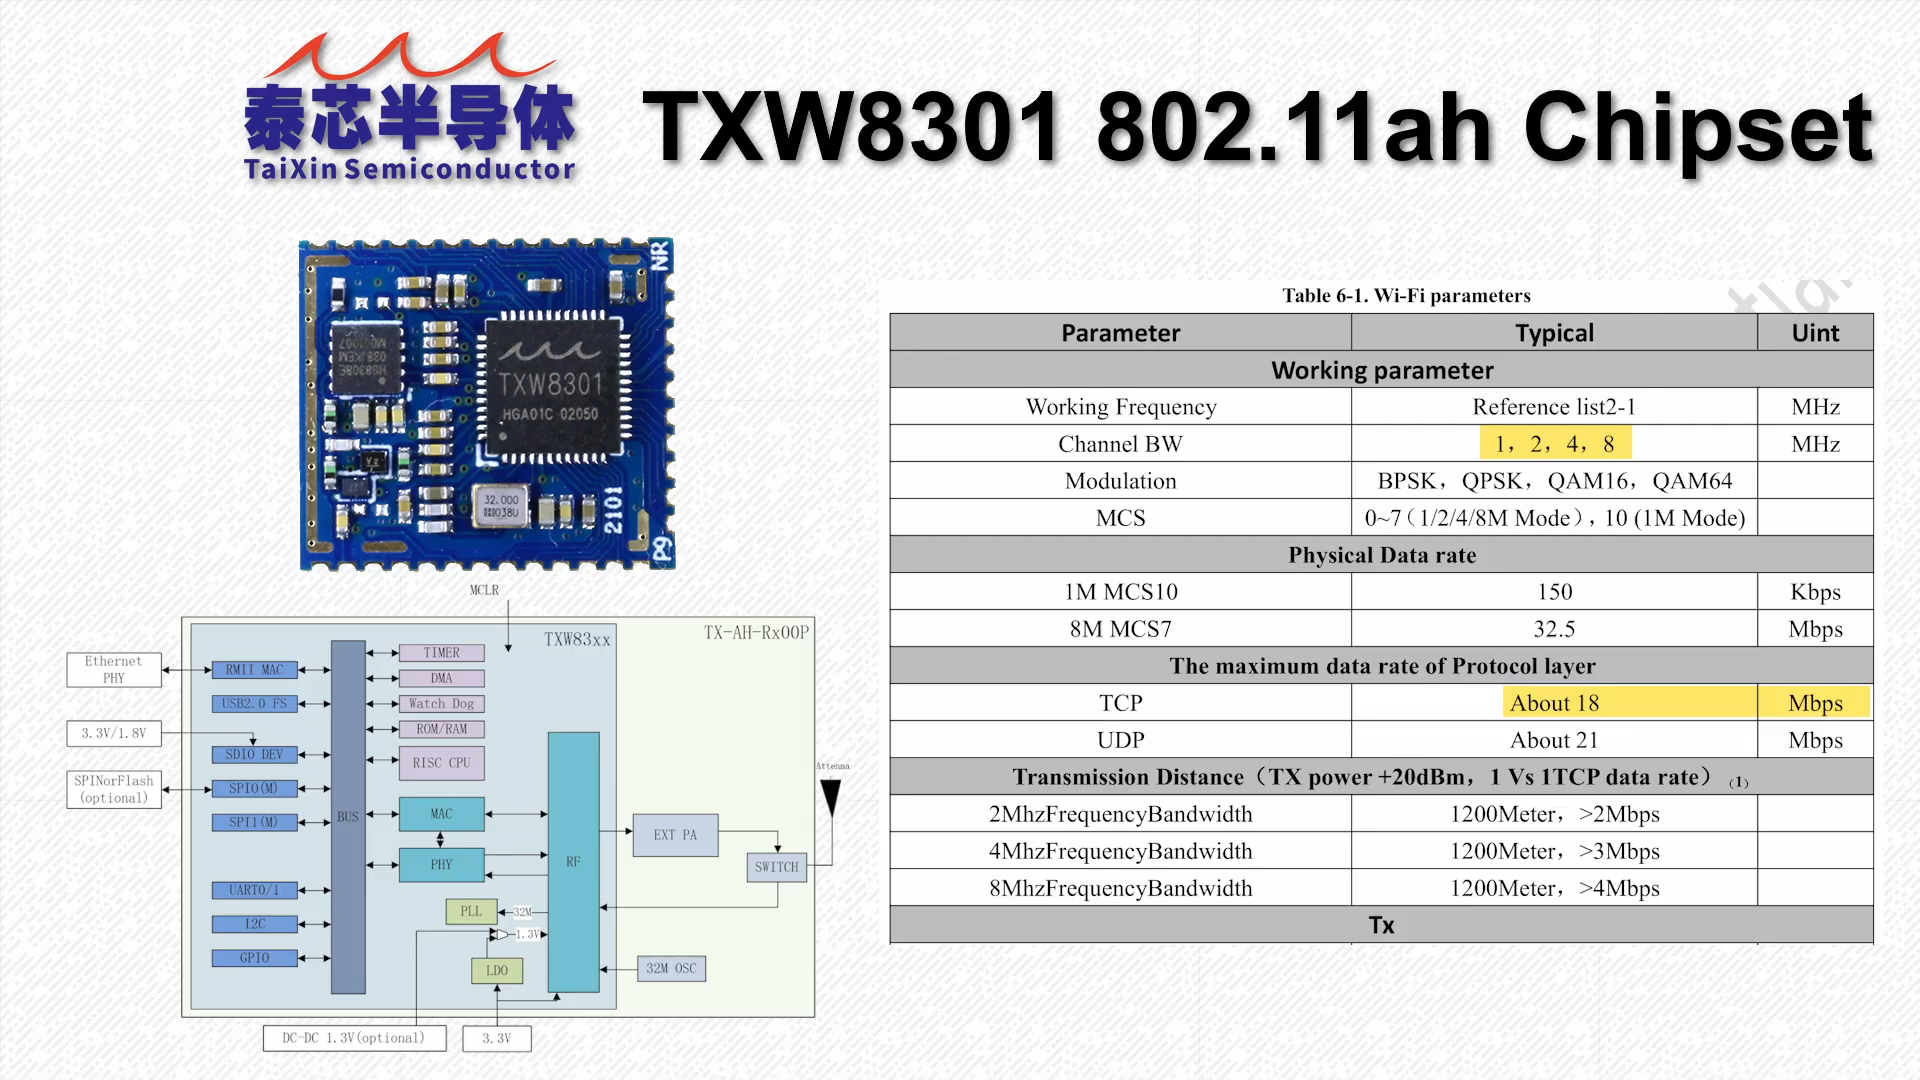 泰芯半导体
TaiXin Semiconductor
TXW8301 802.11ah Chipset
NR
TXW8301
HGA01C 02050
HS8308E
038JKEM
32.000
038U
2101
P9
MCLR
TX-AH-Rx00P
TXW83xx
Ethernet
PHY
3.3V/1.8V
SPINorFlash
(optional)
RMII MAC
USB2.0 FS
SDIO DEV
SPI0(M)
SPI1(M)
UART0/1
I2C
GPIO
BUS
TIMER
DMA
Watch Dog
ROM/RAM
RISC CPU
MAC
PHY
PLL
32M
1.3V
LDO
RF
EXT PA
SWITCH
Antenna
32M OSC
DC-DC 1.3V(optional)
3.3V
Table 6-1. Wi-Fi parameters
Parameter Typical Uint
Working parameter
Working Frequency Reference list2-1 MHz
Channel BW 1，2，4，8 MHz
Modulation BPSK，QPSK，QAM16，QAM64
MCS 0~7（1/2/4/8M Mode），10 (1M Mode)
Physical Data rate
1M MCS10 150 Kbps
8M MCS7 32.5 Mbps
The maximum data rate of Protocol layer
TCP About 18 Mbps
UDP About 21 Mbps
Transmission Distance（TX power +20dBm，1 Vs 1TCP data rate）(1)
2MhzFrequencyBandwidth 1200Meter，>2Mbps
4MhzFrequencyBandwidth 1200Meter，>3Mbps
8MhzFrequencyBandwidth 1200Meter，>4Mbps
Tx